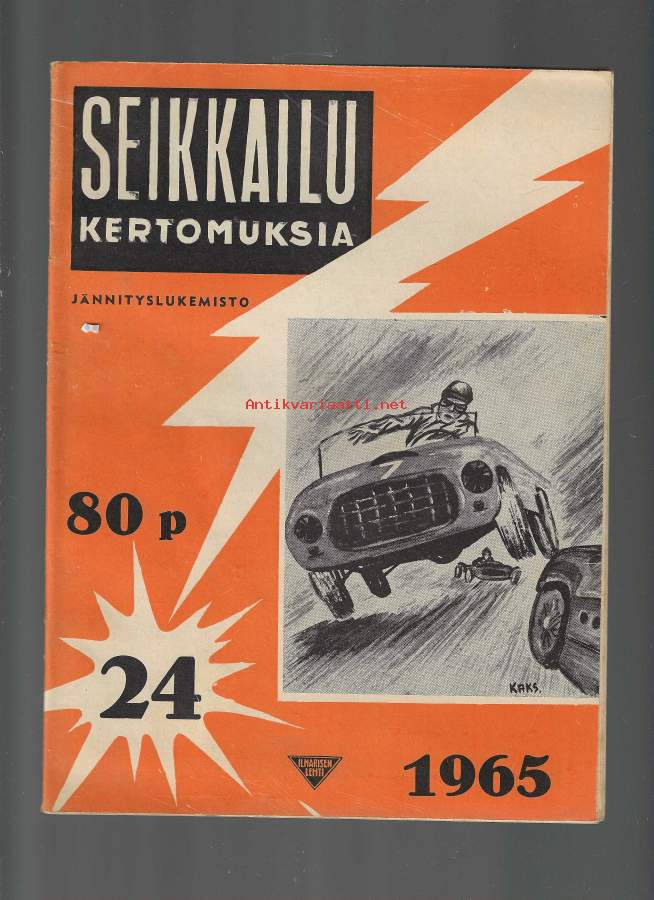 SEIKKAILU
KERTOMUKSIA
JÄNNITYSLUKEMISTO
Antikvariaatti.net
7
80 p
24
KAKS.
ILMARISEN
LEHTI
1965